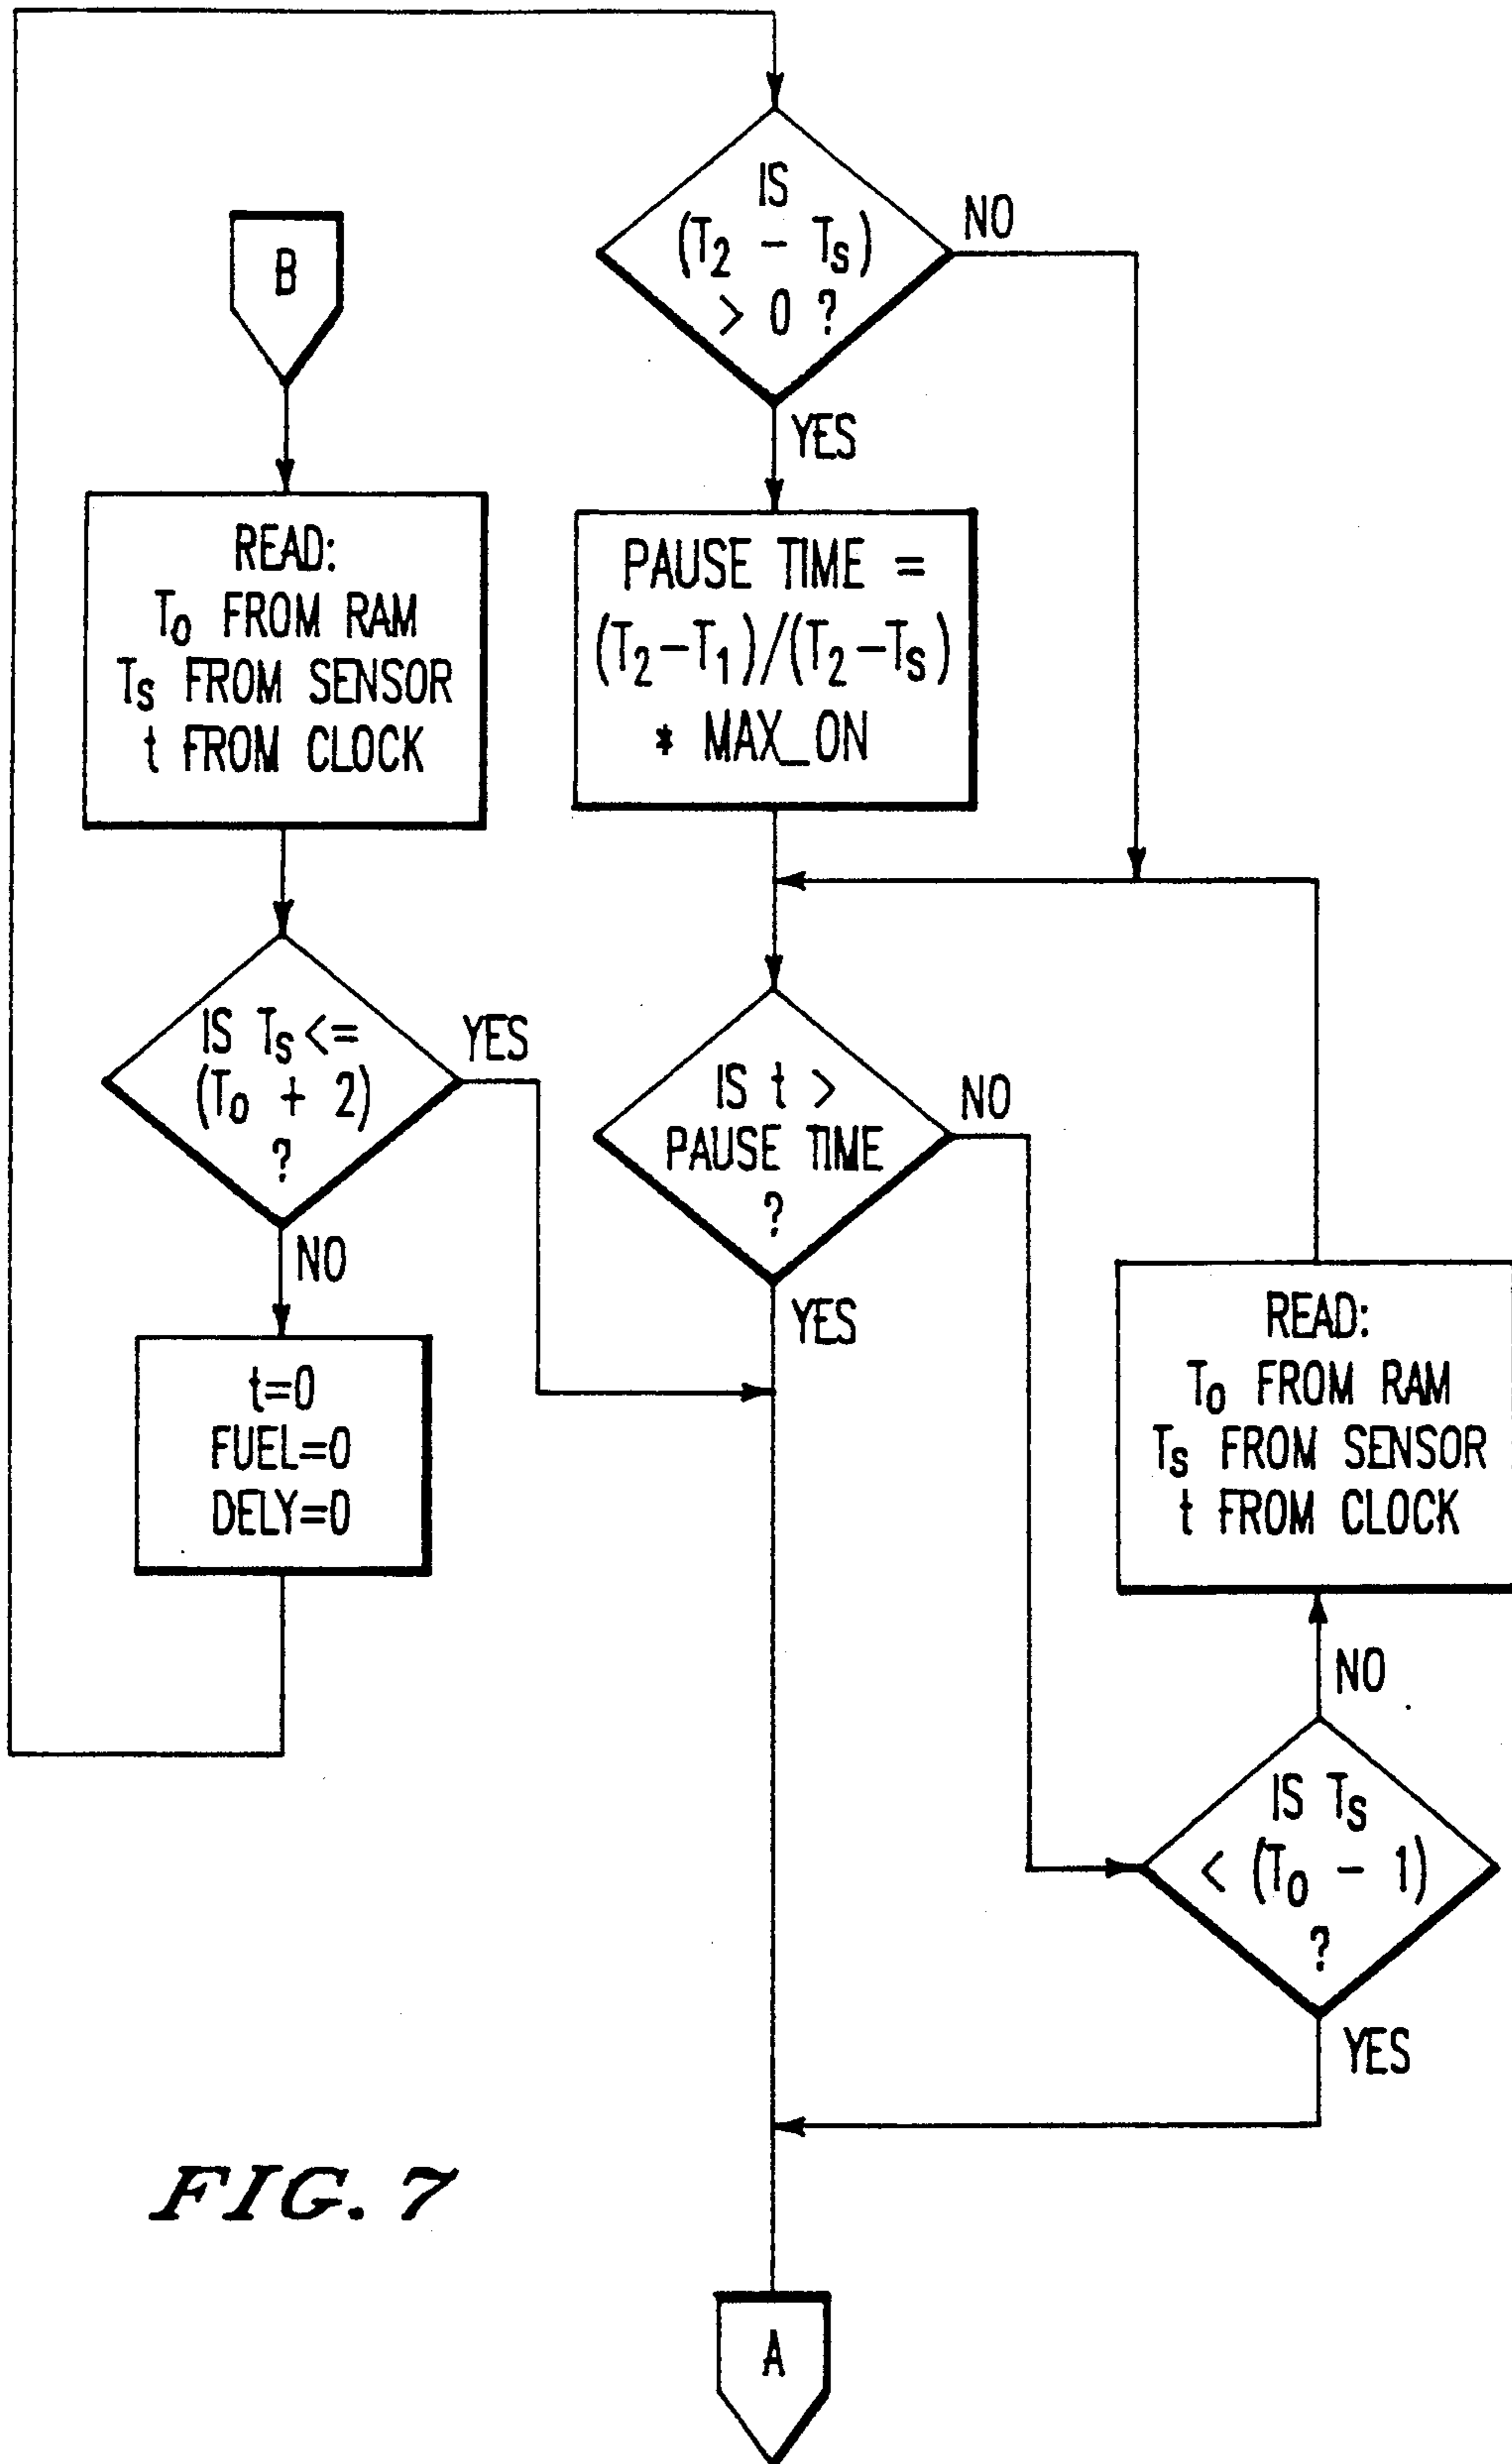 B
READ:
T0 FROM RAM
Ts FROM SENSOR
t FROM CLOCK
IS Ts <=
(T0 + 2)
?
YES
NO
t=0
FUEL=0
DELY=0
IS
(T2 - Ts)
> 0 ?
NO
YES
PAUSE TIME =
(T2-T1)/(T2-Ts)
* MAX_ON
IS t >
PAUSE TIME
?
NO
YES
READ:
T0 FROM RAM
Ts FROM SENSOR
t FROM CLOCK
NO
IS Ts
< (T0 - 1)
?
YES
A
FIG. 7